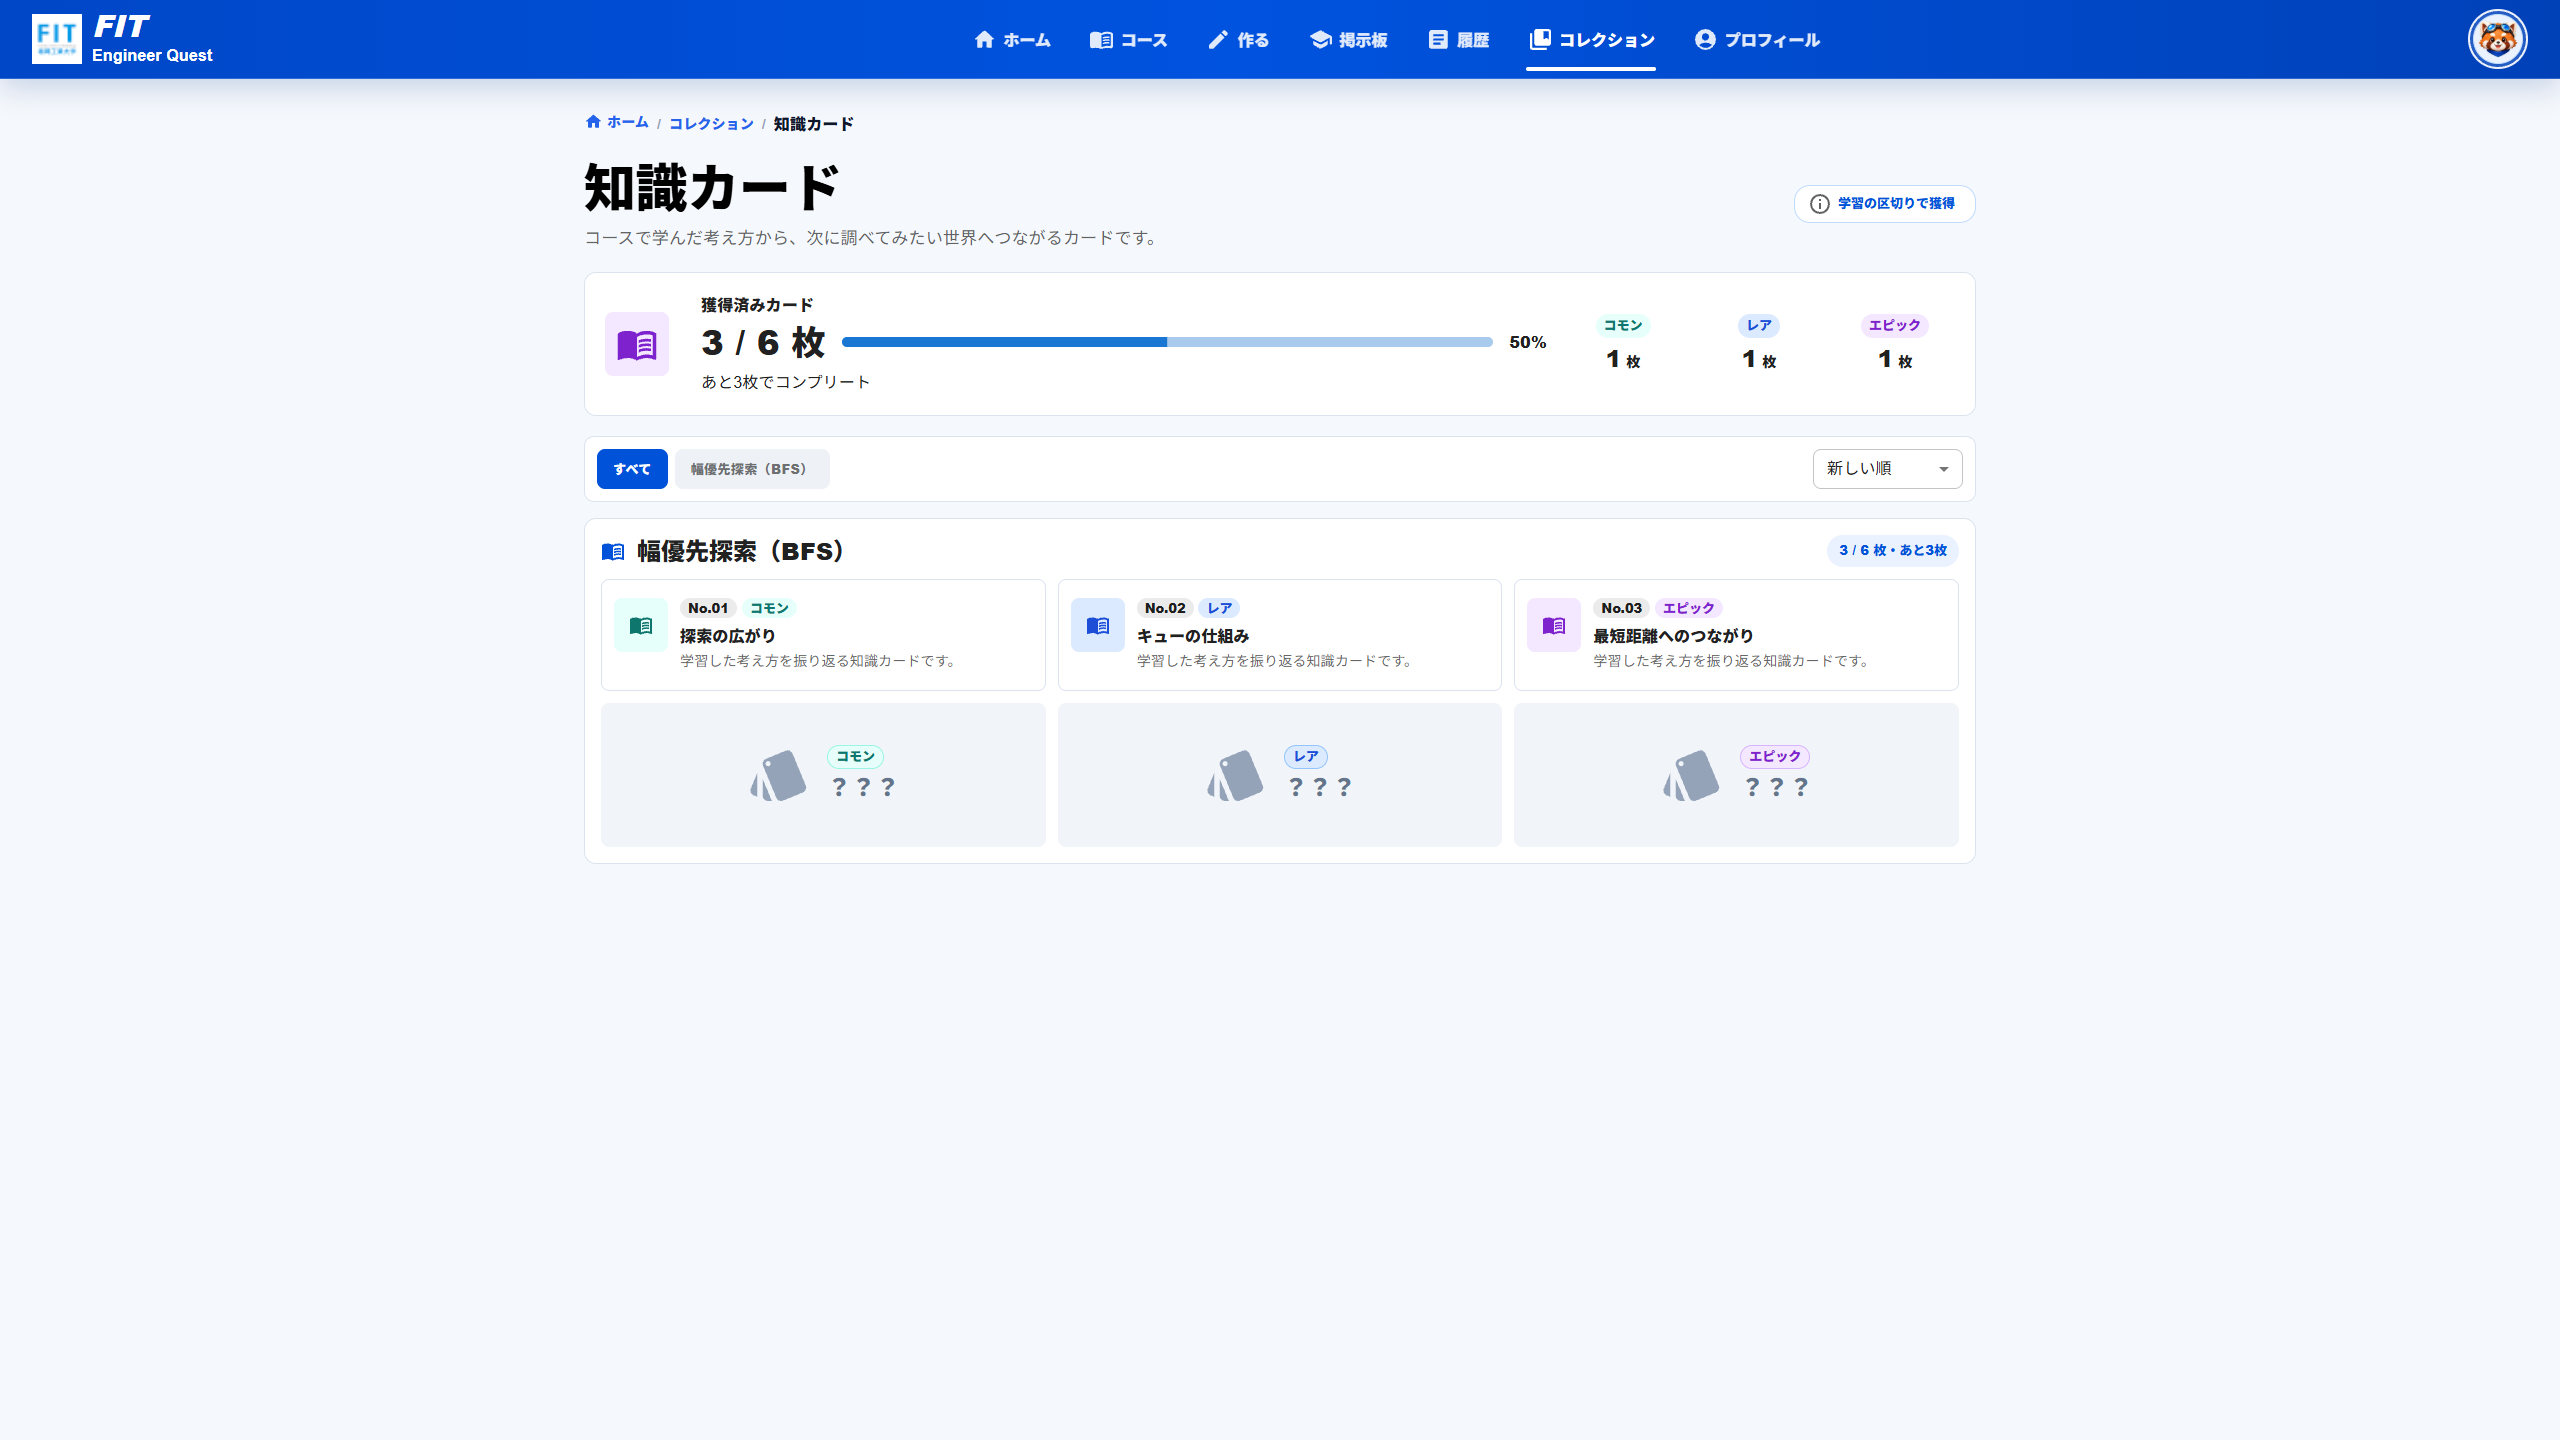 FIT
FIT
Engineer Quest
ホーム
コース
作る
掲示板
履歴
コレクション
プロフィール
ホーム / コレクション / 知識カード
知識カード
学習の区切りで獲得
コースで学んだ考え方から、次に調べてみたい世界へつながるカードです。
獲得済みカード
3 / 6 枚
50%
あと3枚でコンプリート
コモン
1 枚
レア
1 枚
エピック
1 枚
すべて
幅優先探索（BFS）
新しい順
幅優先探索（BFS）
3 / 6 枚・あと3枚
No.01 コモン
探索の広がり
学習した考え方を振り返る知識カードです。
No.02 レア
キューの仕組み
学習した考え方を振り返る知識カードです。
No.03 エピック
最短距離へのつながり
学習した考え方を振り返る知識カードです。
コモン
？？？
レア
？？？
エピック
？？？